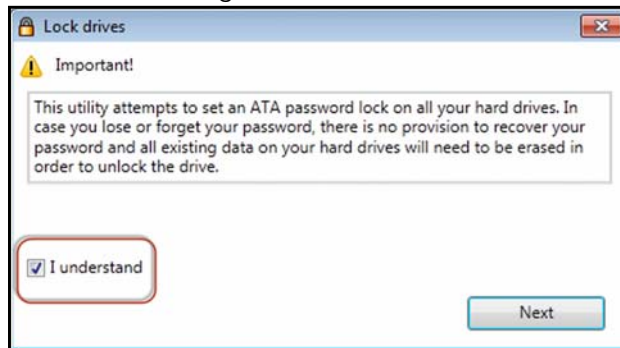 Lock drives
Important!
This utility attempts to set an ATA password lock on all your hard drives. In
case you lose or forget your password, there is no provision to recover your
password and all existing data on your hard drives will need to be erased in
order to unlock the drive.
I understand
Next